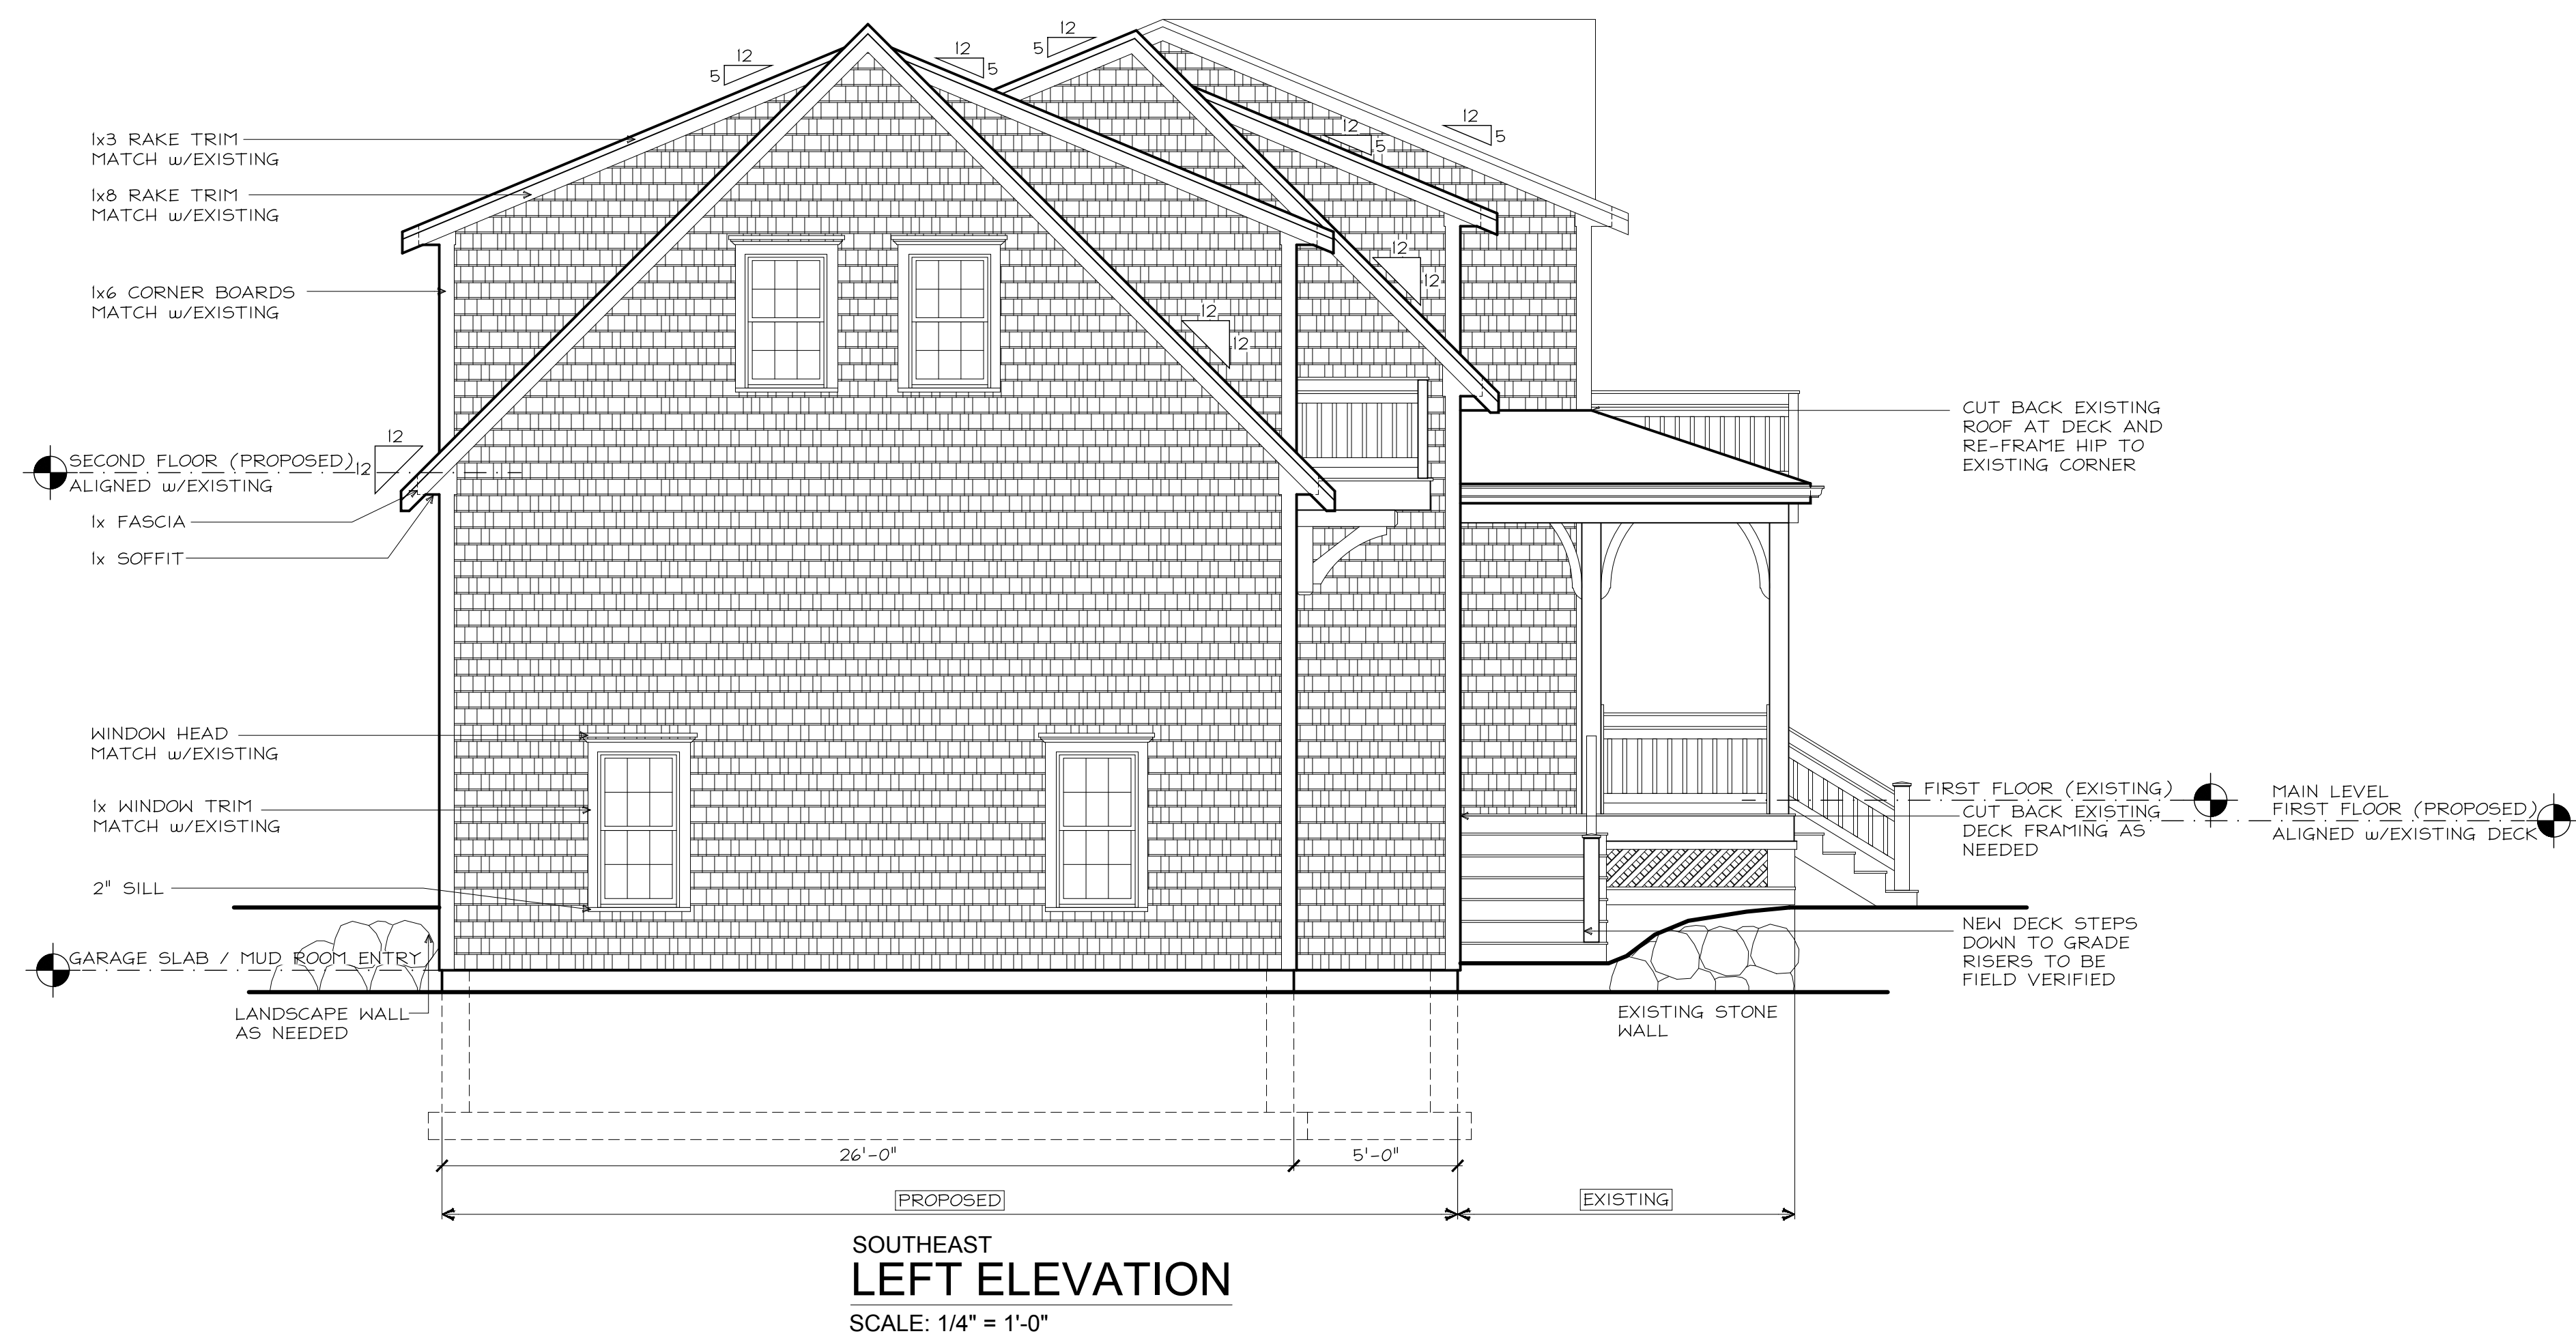 12
5
12
5
12
5
12
5
12
5
12
12
12
12
12
12
1x3 RAKE TRIM
MATCH w/EXISTING
1x8 RAKE TRIM
MATCH w/EXISTING
1x6 CORNER BOARDS
MATCH w/EXISTING
SECOND FLOOR (PROPOSED)
ALIGNED w/EXISTING
1x FASCIA
1x SOFFIT
WINDOW HEAD
MATCH w/EXISTING
1x WINDOW TRIM
MATCH w/EXISTING
2" SILL
GARAGE SLAB / MUD ROOM ENTRY
LANDSCAPE WALL
AS NEEDED
CUT BACK EXISTING
ROOF AT DECK AND
RE-FRAME HIP TO
EXISTING CORNER
FIRST FLOOR (EXISTING)
CUT BACK EXISTING
DECK FRAMING AS
NEEDED
MAIN LEVEL
FIRST FLOOR (PROPOSED)
ALIGNED w/EXISTING DECK
NEW DECK STEPS
DOWN TO GRADE
RISERS TO BE
FIELD VERIFIED
EXISTING STONE
WALL
26'-0"
5'-0"
PROPOSED
EXISTING
SOUTHEAST
LEFT ELEVATION
SCALE: 1/4" = 1'-0"